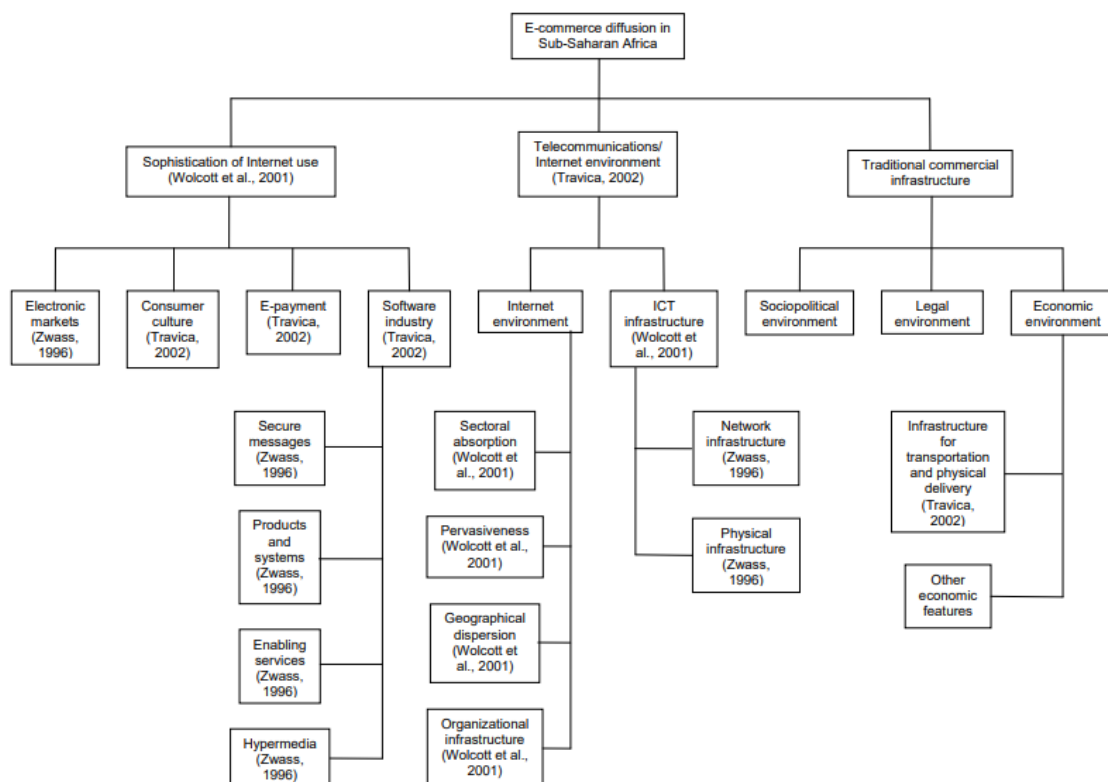 E-commerce diffusion in
Sub-Saharan Africa
Sophistication of Internet use
(Wolcott et al., 2001)
Telecommunications/
Internet environment
(Travica, 2002)
Traditional commercial
infrastructure
Electronic
markets
(Zwass,
1996)
Consumer
culture
(Travica,
2002)
E-payment
(Travica,
2002)
Software
industry
(Travica,
2002)
Internet
environment
ICT
infrastructure
(Wolcott et
al., 2001)
Sociopolitical
environment
Legal
environment
Economic
environment
Secure
messages
(Zwass,
1996)
Products
and
systems
(Zwass,
1996)
Enabling
services
(Zwass,
1996)
Hypermedia
(Zwass,
1996)
Sectoral
absorption
(Wolcott et
al., 2001)
Pervasiveness
(Wolcott et al.,
2001)
Geographical
dispersion
(Wolcott et
al., 2001)
Organizational
infrastructure
(Wolcott et al.,
2001)
Network
infrastructure
(Zwass,
1996)
Physical
infrastructure
(Zwass,
1996)
Infrastructure
for
transportation
and physical
delivery
(Travica,
2002)
Other
economic
features